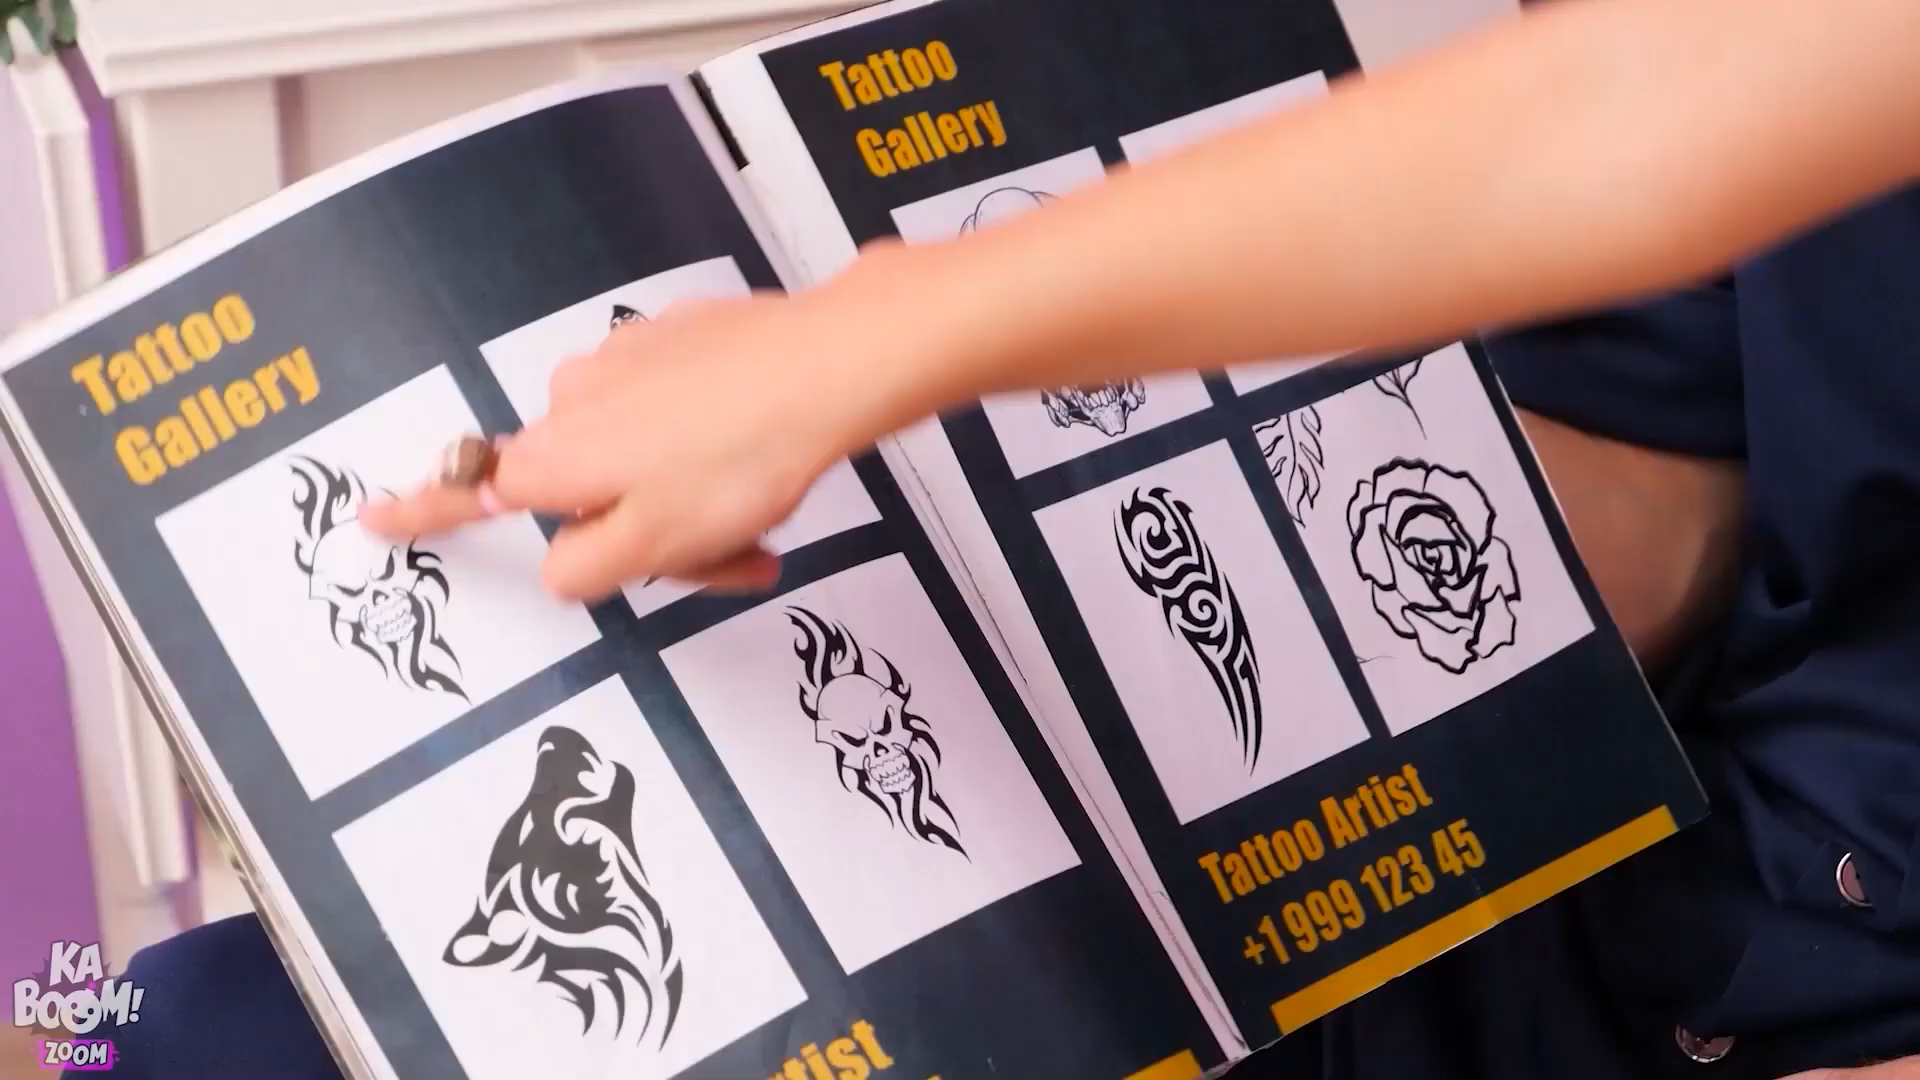 Tattoo
Gallery
Tattoo
Gallery
Tattoo Artist
+1 999 123 45
KA
BOOM!
ZOOM